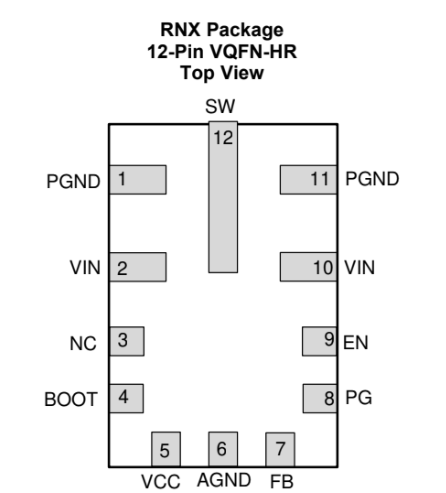 RNX Package
12-Pin VQFN-HR
Top View
SW
12
PGND 1 11 PGND
VIN 2 10 VIN
NC 3 9 EN
BOOT 4 8 PG
5 6 7
VCC AGND FB